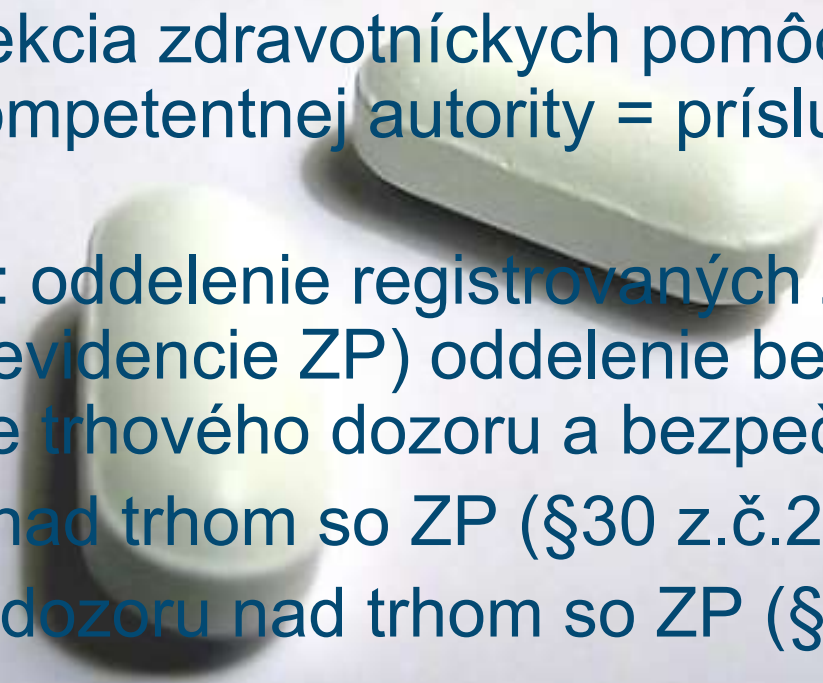 ekcia zdravotníckych pomôc
ompetentnej autority = príslu
: oddelenie registrovaných
evidencie ZP) oddelenie be
e trhového dozoru a bezpeč
nad trhom so ZP (§30 z.č.2
dozoru nad trhom so ZP (§